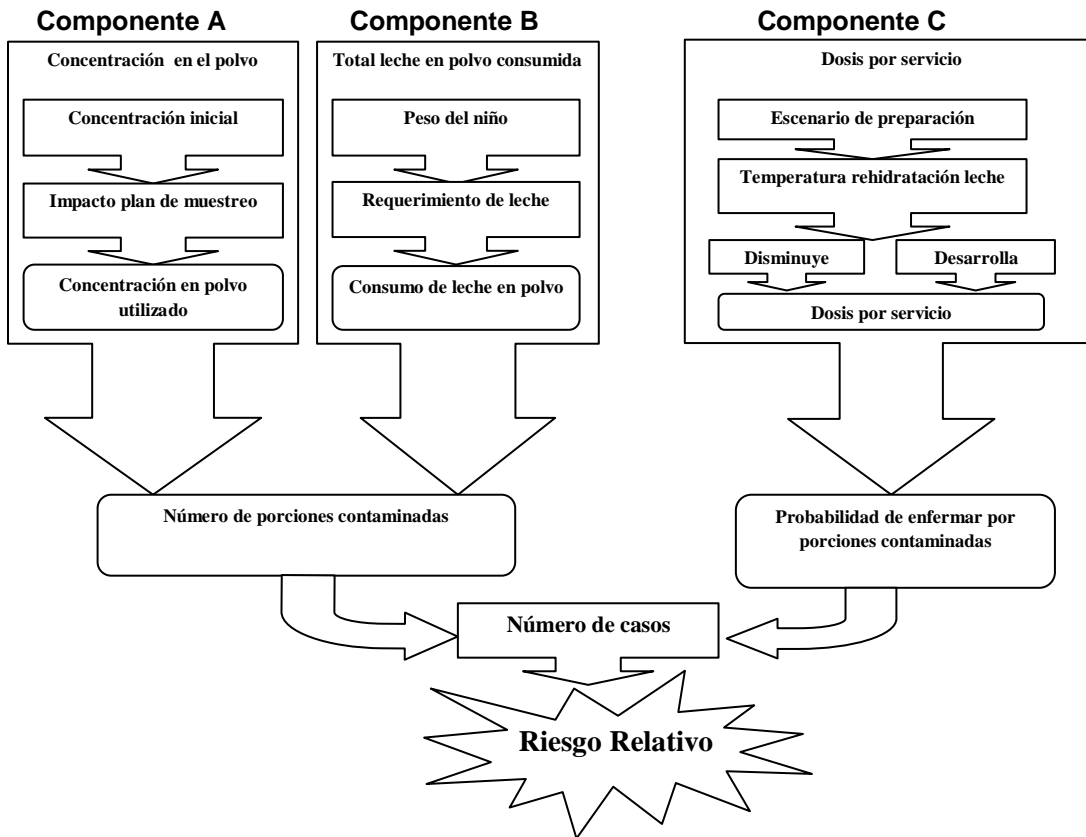 Componente A
Concentración en el polvo
Concentración inicial
Impacto plan de muestreo
Concentración en polvo
utilizado
Componente B
Total leche en polvo consumida
Peso del niño
Requerimiento de leche
Consumo de leche en polvo
Componente C
Dosis por servicio
Escenario de preparación
Temperatura rehidratación leche
Disminuye
Desarrolla
Dosis por servicio
Número de porciones contaminadas
Probabilidad de enfermar por
porciones contaminadas
Número de casos
Riesgo Relativo